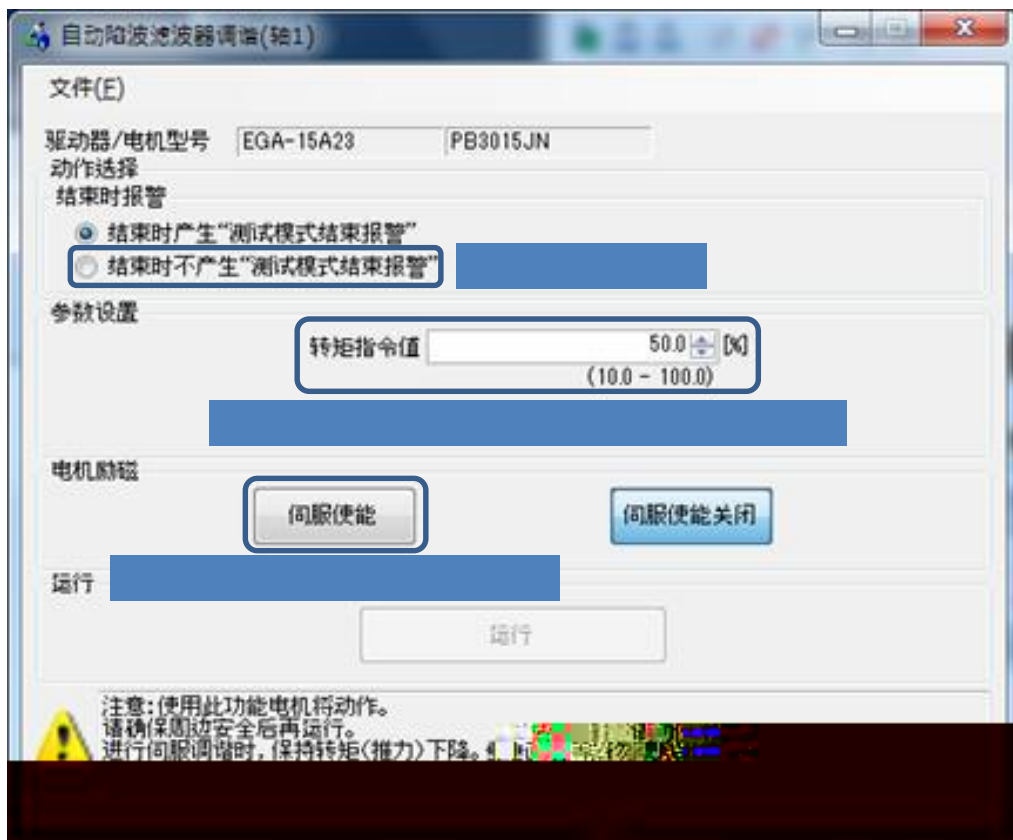 自动陷波滤波器调谐(轴1)
文件(F)
驱动器/电机型号 EGA-15A23 PB3015JN
动作选择
结束时报警
结束时产生“测试模式结束报警”
结束时不产生“测试模式结束报警”
参数设置
转矩指令值 50.0 [%]
(10.0 - 100.0)
电机励磁
伺服使能 伺服使能关闭
运行
运行
注意:使用此功能电机将动作。
请确保周边安全后再运行。
进行伺服调谐时,保持转矩(推力)下降。